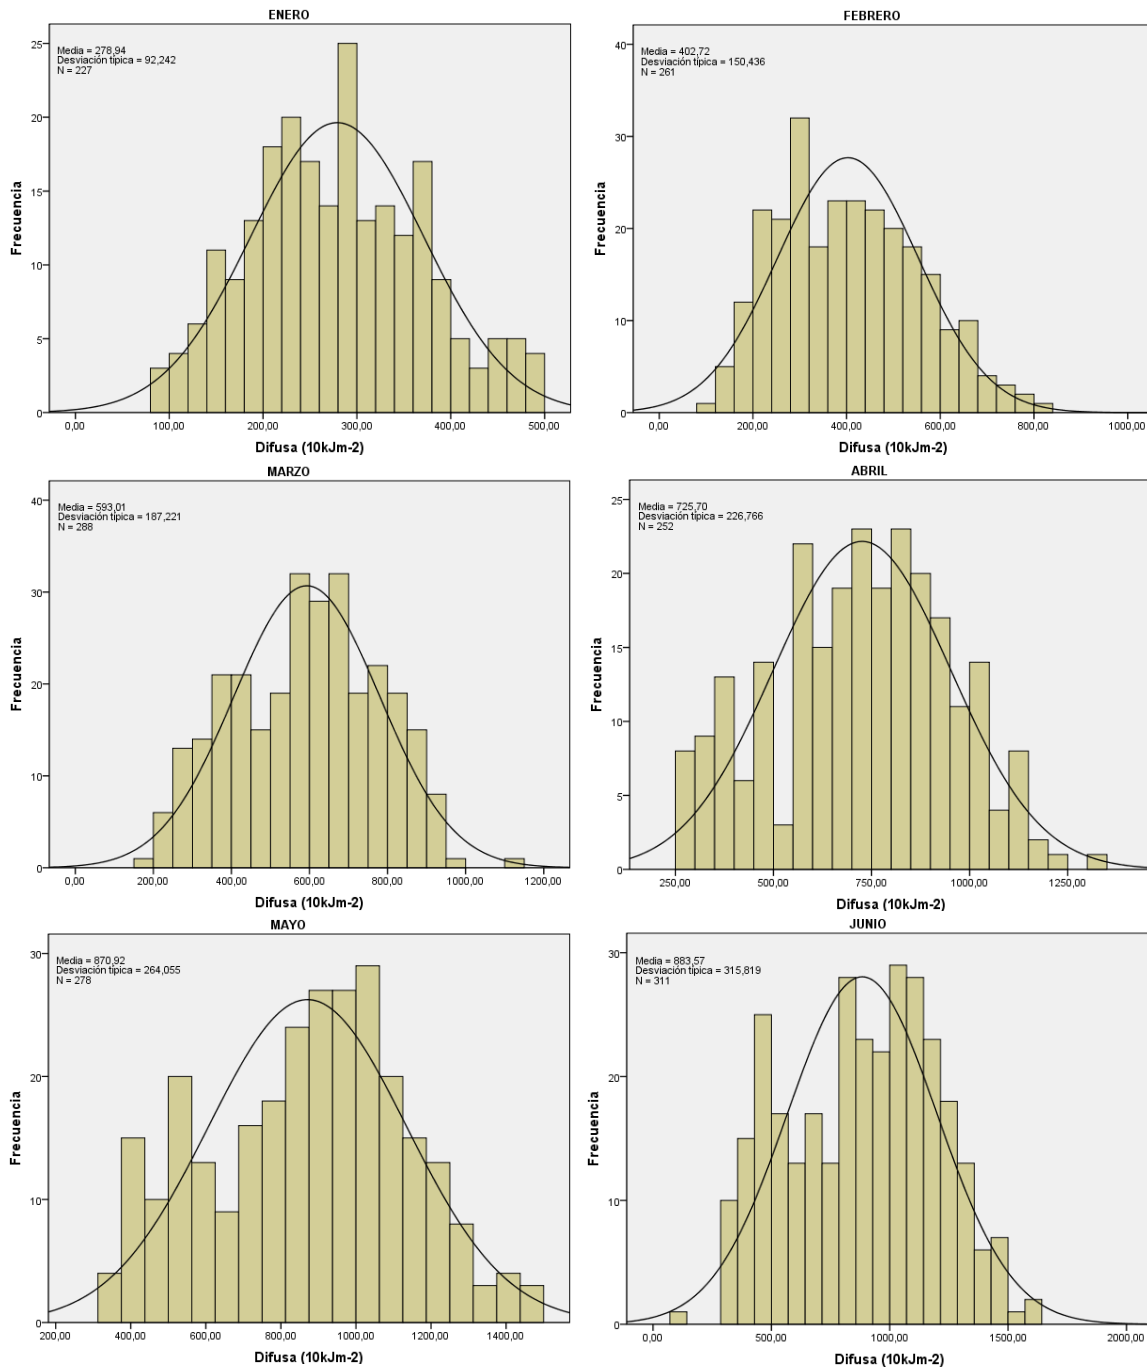 ENERO
Media = 278,94
Desviación típica = 92,242
N = 227
25
20
15
10
5
0
Frecuencia
0,00 100,00 200,00 300,00 400,00 500,00
Difusa (10kJm-2)
FEBRERO
Media = 402,72
Desviación típica = 150,436
N = 261
40
30
20
10
0
Frecuencia
0,00 200,00 400,00 600,00 800,00 1000,00
Difusa (10kJm-2)
MARZO
Media = 593,01
Desviación típica = 187,221
N = 288
40
30
20
10
0
Frecuencia
0,00 200,00 400,00 600,00 800,00 1000,00 1200,00
Difusa (10kJm-2)
ABRIL
Media = 725,70
Desviación típica = 226,766
N = 252
25
20
15
10
5
0
Frecuencia
250,00 500,00 750,00 1000,00 1250,00
Difusa (10kJm-2)
MAYO
Media = 870,92
Desviación típica = 264,055
N = 278
30
20
10
0
Frecuencia
200,00 400,00 600,00 800,00 1000,00 1200,00 1400,00
Difusa (10kJm-2)
JUNIO
Media = 883,57
Desviación típica = 315,819
N = 311
30
20
10
0
Frecuencia
0,00 500,00 1000,00 1500,00 2000,00
Difusa (10kJm-2)